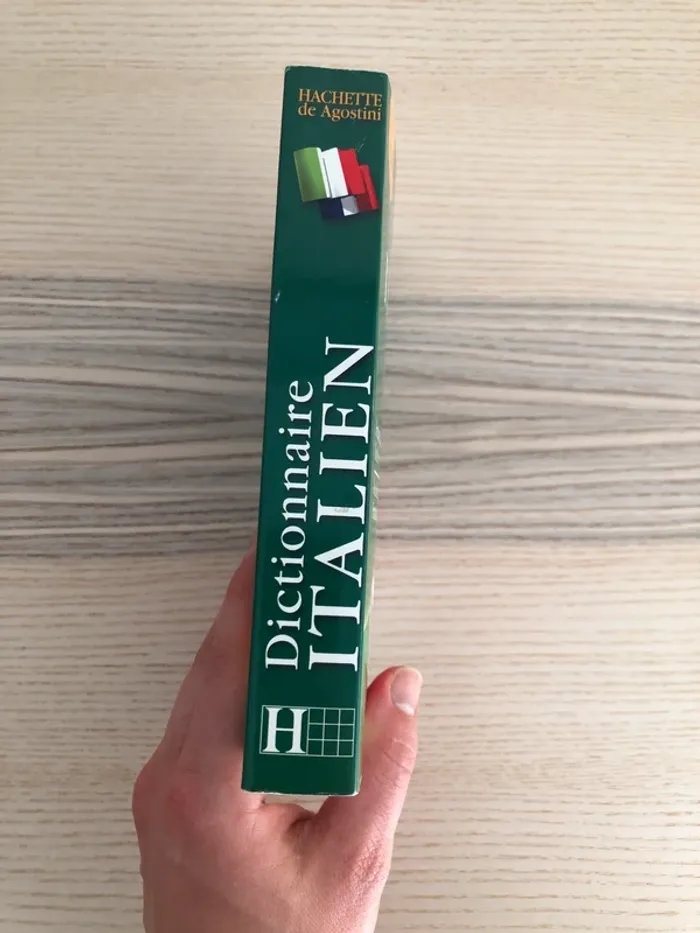 HACHETTE
de Agostini
Dictionnaire
ITALIEN
H